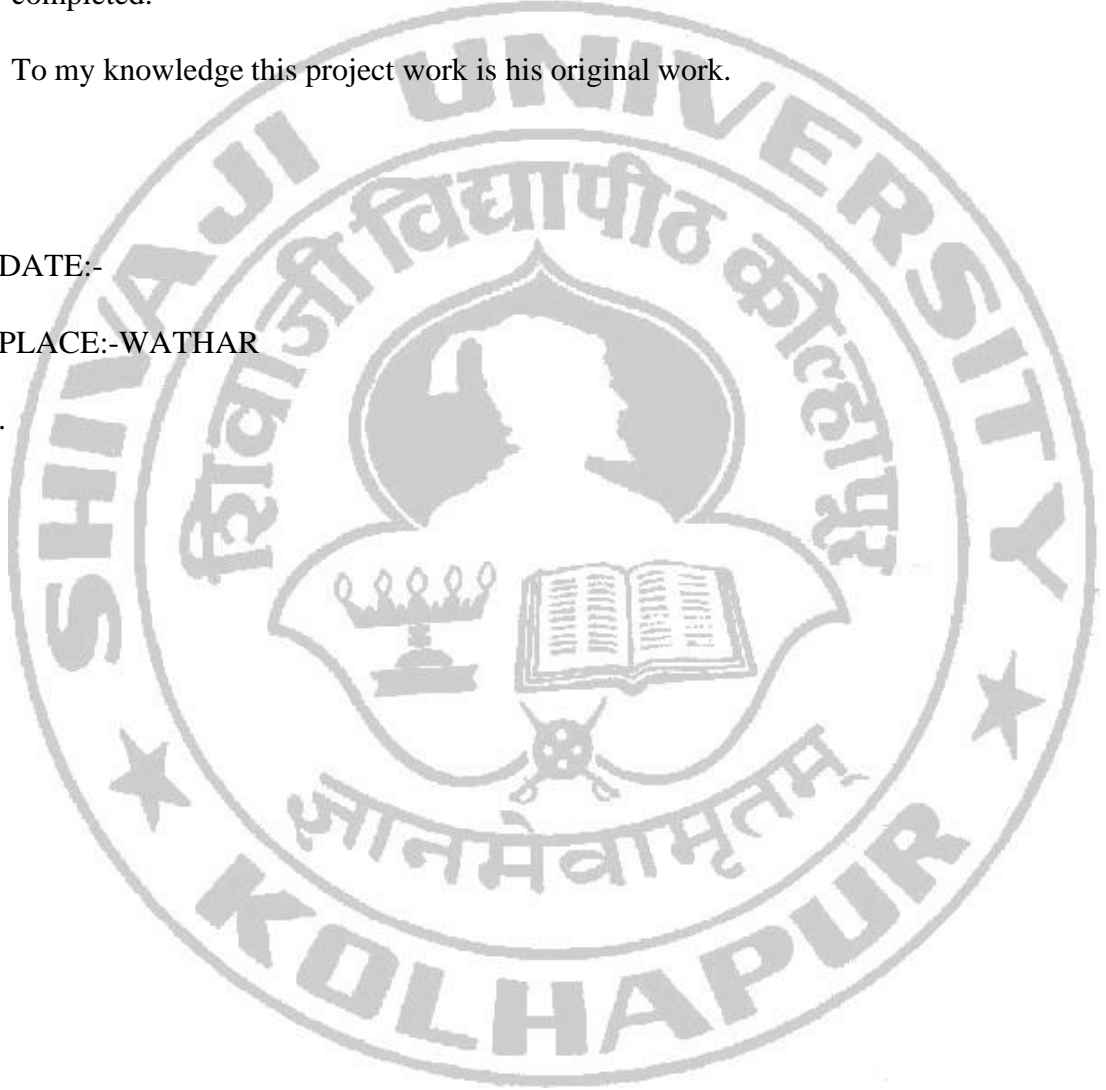 completed.
To my knowledge this project work is his original work.
DATE:-
PLACE:-WATHAR
.
SHIVAJI UNIVERSITY
शिवाजी विद्यापीठ कोल्हापूर
ज्ञानमेवामृतम्
KOLHAPUR